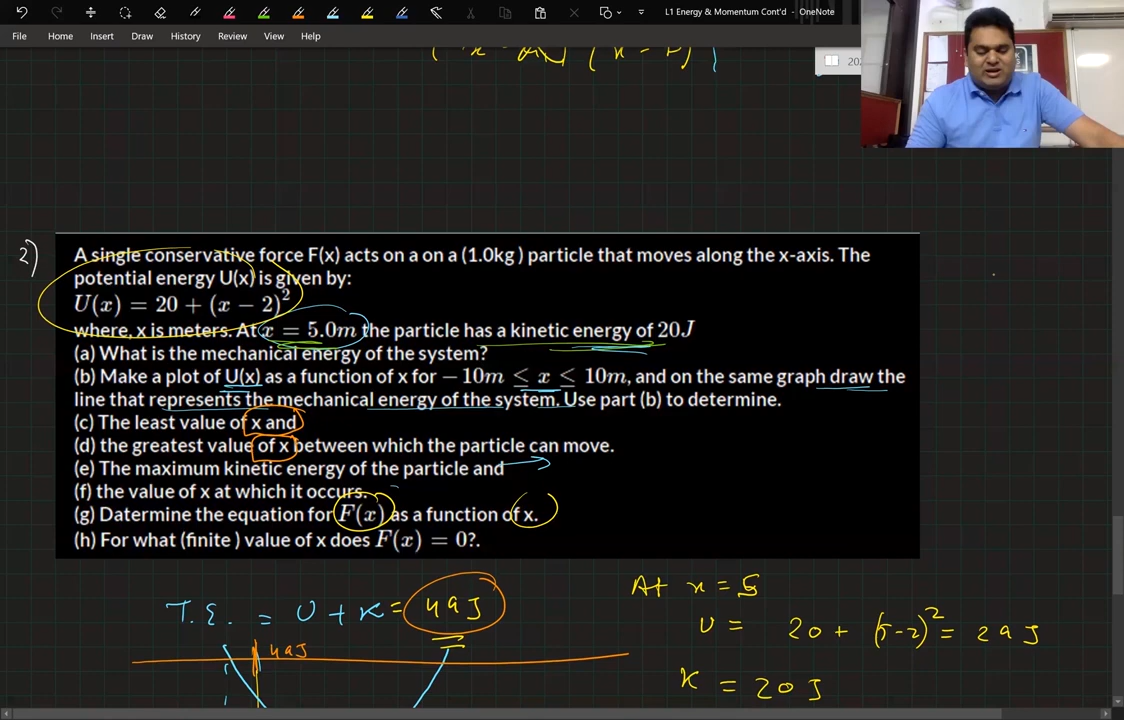 L1 Energy & Momentum Cont'd - OneNote
File Home Insert Draw History Review View Help
20
2)
A single conservative force F(x) acts on a on a (1.0kg ) particle that moves along the x-axis. The
potential energy U(x) is given by:
U(x) = 20 + (x − 2)²
where, x is meters. At x = 5.0m the particle has a kinetic energy of 20J
(a) What is the mechanical energy of the system?
(b) Make a plot of U(x) as a function of x for − 10m ≤ x ≤ 10m, and on the same graph draw the
line that represents the mechanical energy of the system. Use part (b) to determine.
(c) The least value of x and
(d) the greatest value of x between which the particle can move.
(e) The maximum kinetic energy of the particle and
(f) the value of x at which it occurs.
(g) Datermine the equation for F(x) as a function of x.
(h) For what (finite ) value of x does F(x) = 0?.
T.E. = U + K = 49J
49J
At x = 5
U = 20 + (5-2)² = 29 J
K = 20 J